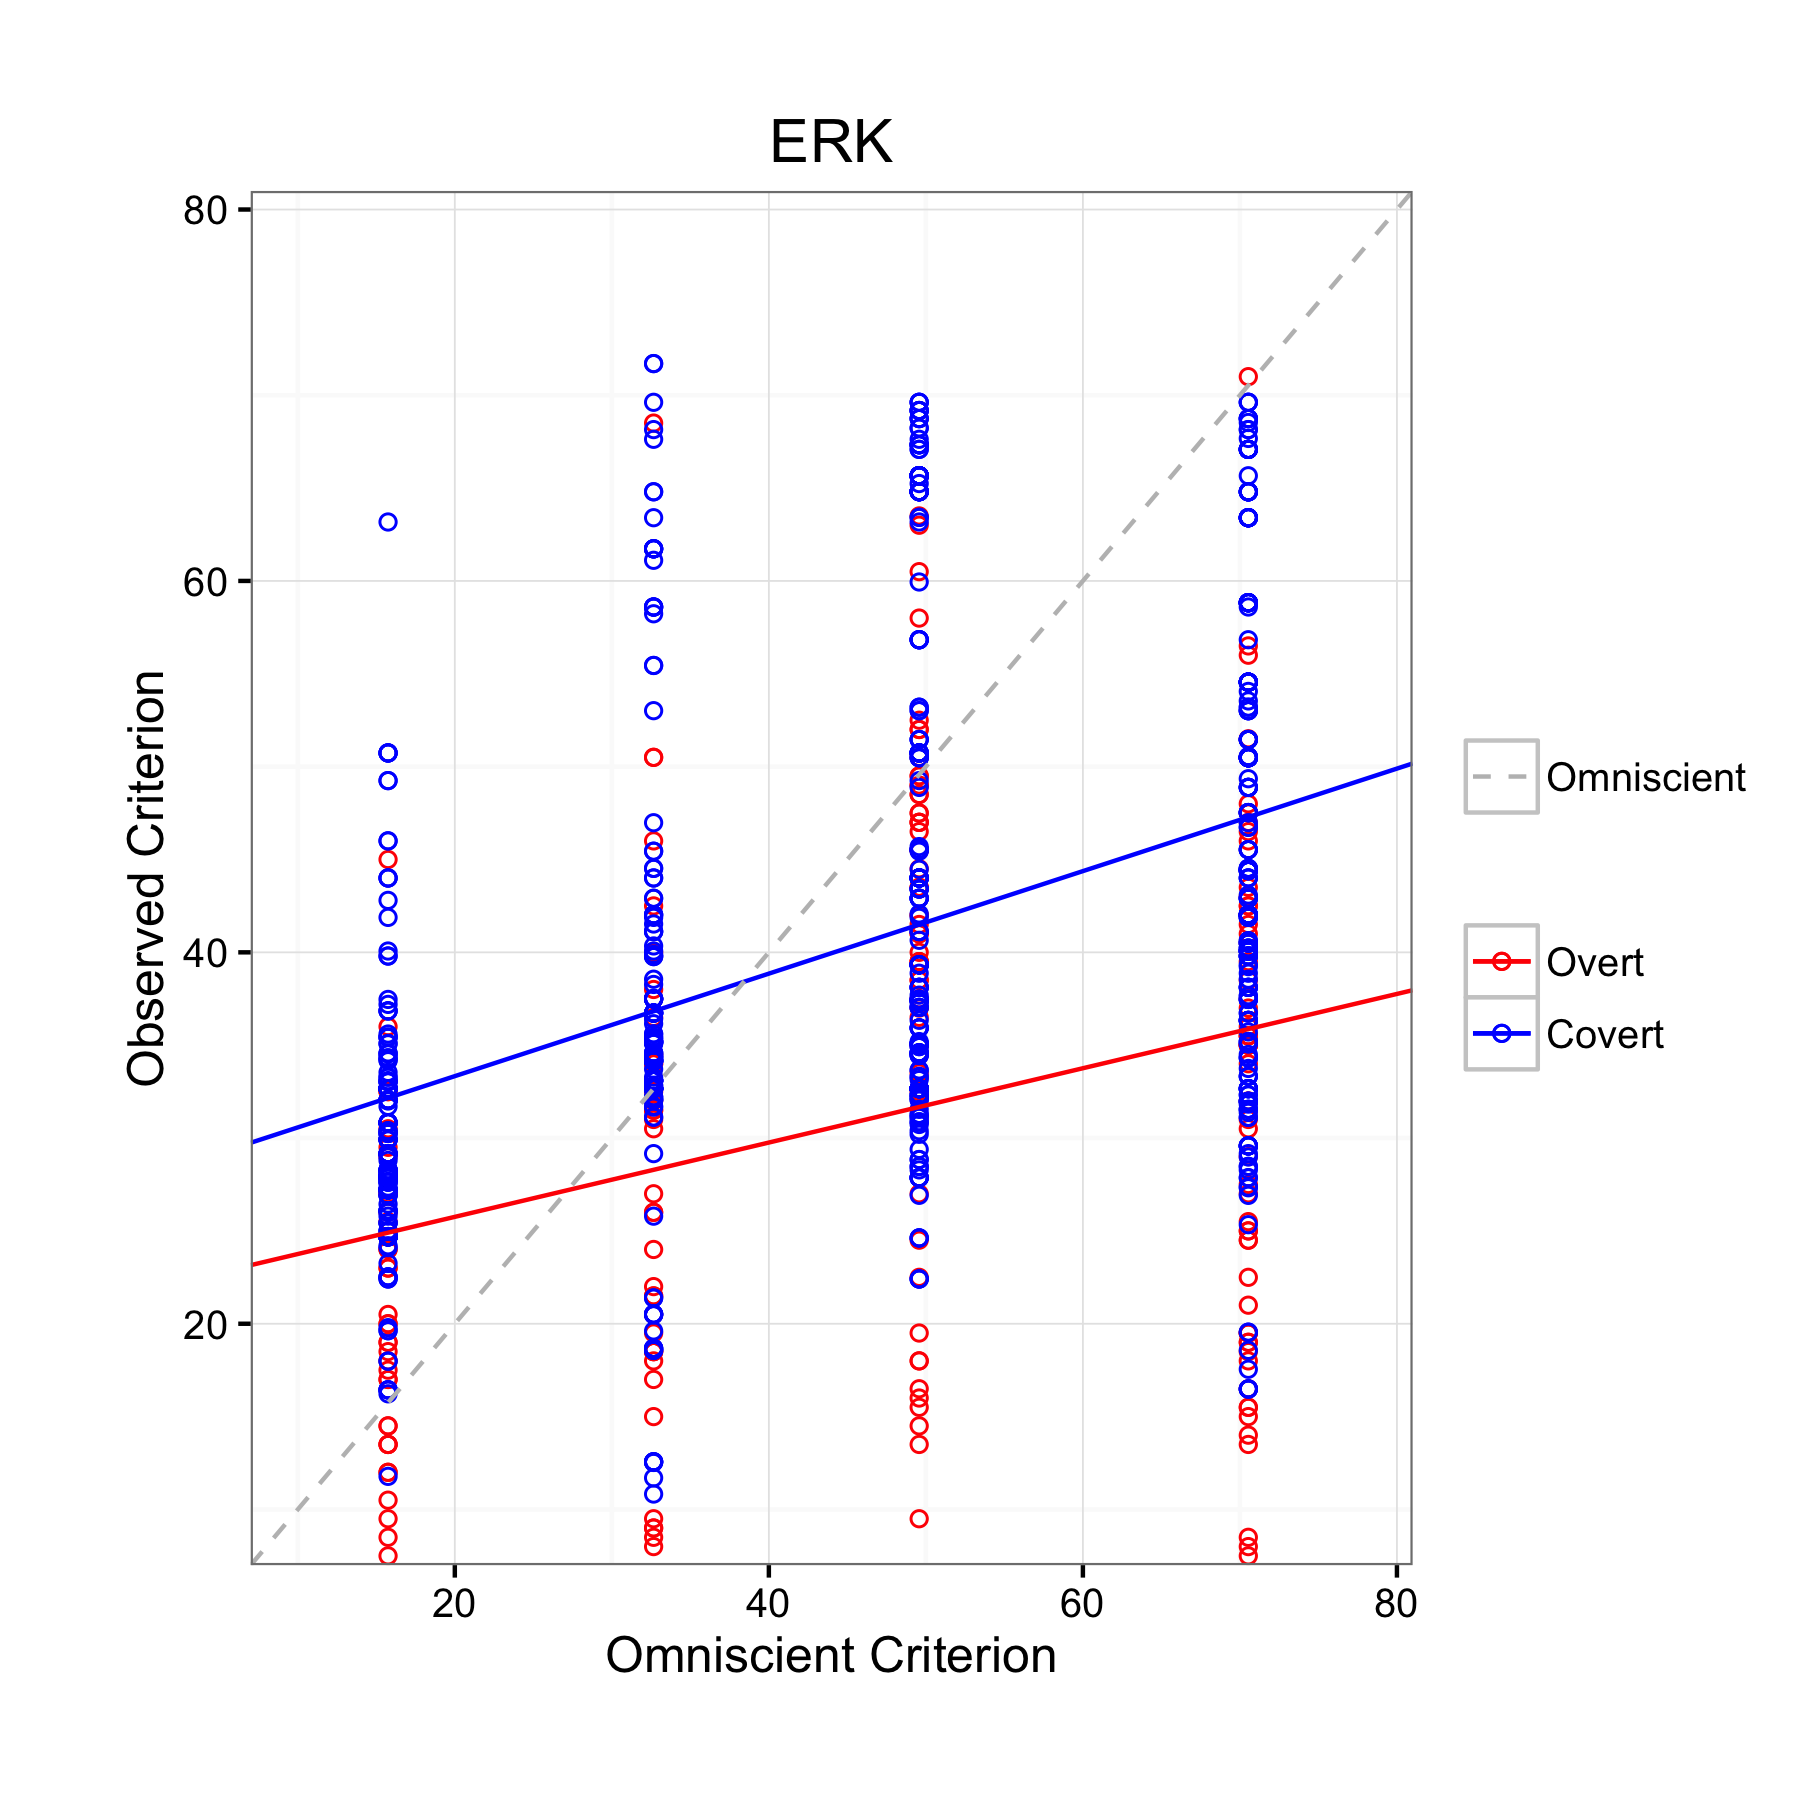 ERK
80
60
40
20
Observed Criterion
20 40 60 80
Omniscient Criterion
Omniscient
Overt
Covert